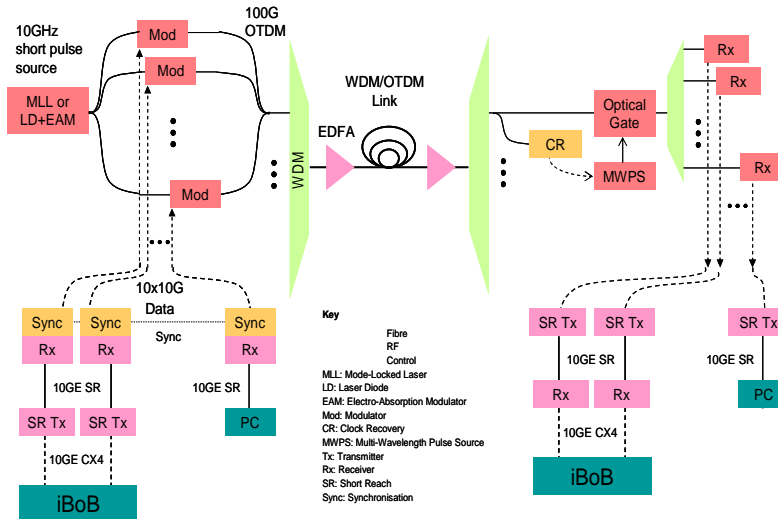 10GHz
short pulse
source
MLL or
LD+EAM
Mod
Mod
Mod
100G
OTDM
WDM
EDFA
WDM/OTDM
Link
CR
MWPS
Optical
Gate
Rx
Rx
Rx
10x10G
Data
Sync
Sync
Sync
Sync
Rx
Rx
Rx
10GE SR
10GE SR
SR Tx
SR Tx
PC
10GE CX4
iBoB
Key
Fibre
RF
Control
MLL: Mode-Locked Laser
LD: Laser Diode
EAM: Electro-Absorption Modulator
Mod: Modulator
CR: Clock Recovery
MWPS: Multi-Wavelength Pulse Source
Tx: Transmitter
Rx: Receiver
SR: Short Reach
Sync: Synchronisation
SR Tx
SR Tx
SR Tx
10GE SR
10GE SR
Rx
Rx
PC
10GE CX4
iBoB